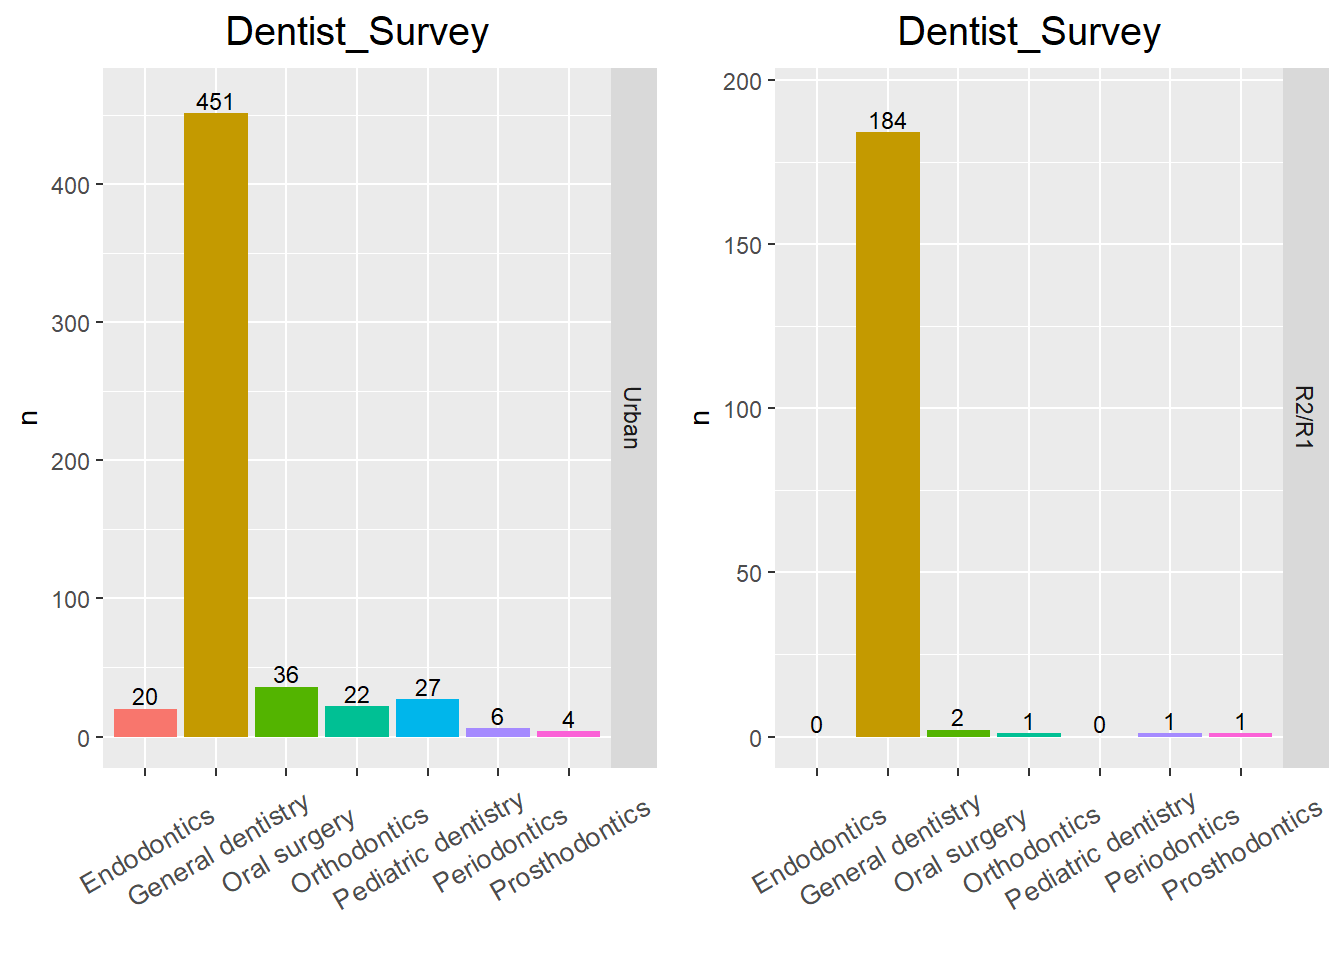 Dentist_Survey
451
400
300
200
100
0
n
20
36
22
27
6
4
Urban
Endodontics
General dentistry
Oral surgery
Orthodontics
Pediatric dentistry
Periodontics
Prosthodontics
Dentist_Survey
200
184
150
100
50
0
n
0
2
1
0
1
1
R2/R1
Endodontics
General dentistry
Oral surgery
Orthodontics
Pediatric dentistry
Periodontics
Prosthodontics